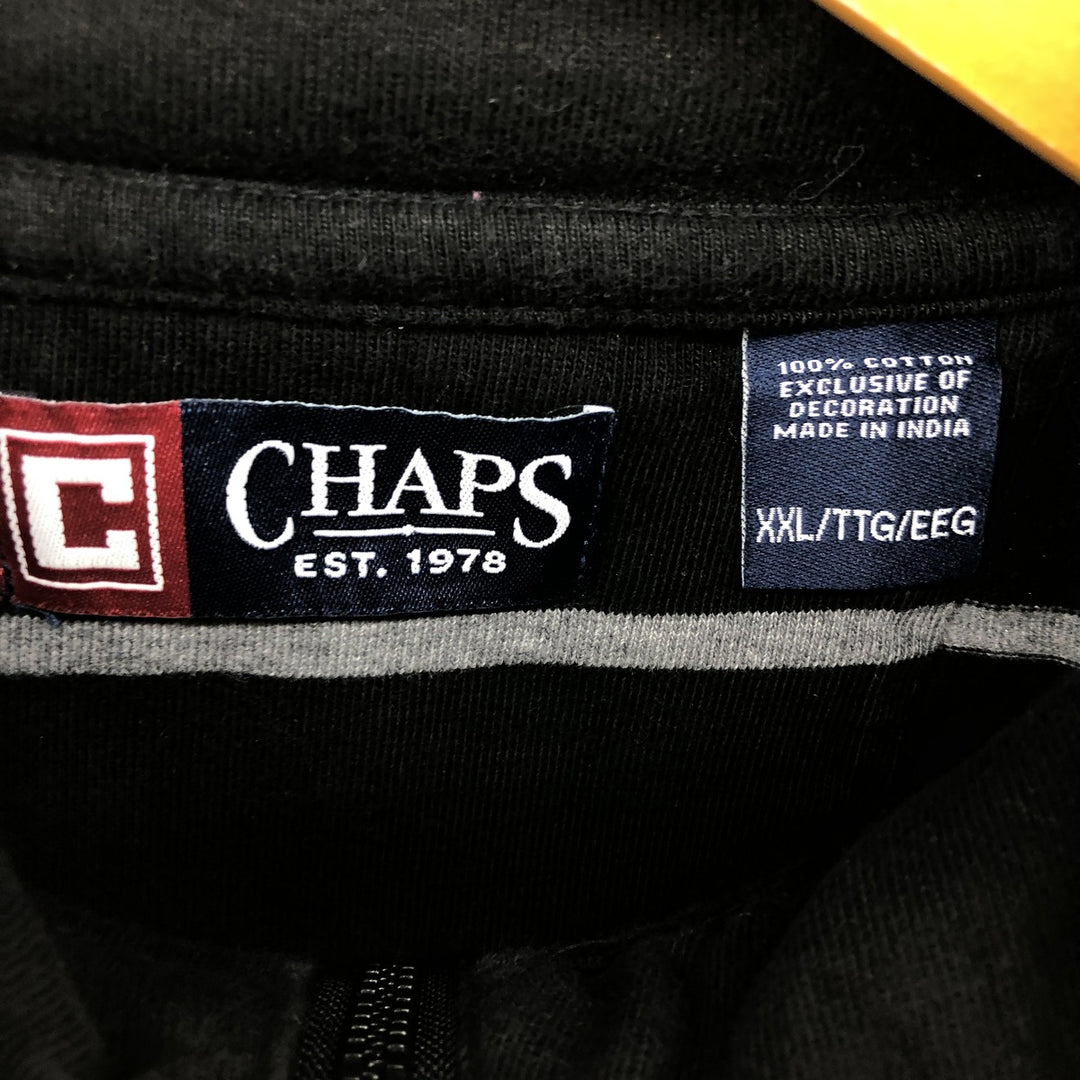 C
CHAPS
EST. 1978
100% COTTON
EXCLUSIVE OF
DECORATION
MADE IN INDIA
XXL/TTG/EEG